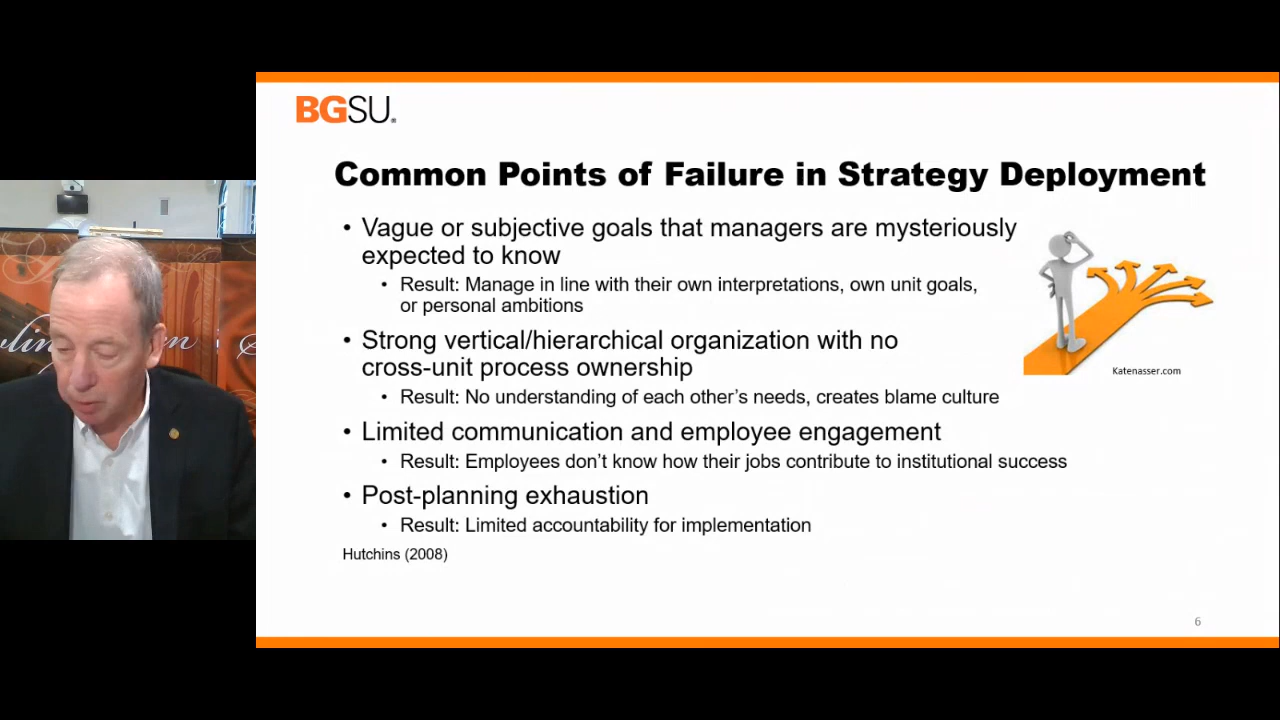 BGSU.
Common Points of Failure in Strategy Deployment
• Vague or subjective goals that managers are mysteriously
expected to know
• Result: Manage in line with their own interpretations, own unit goals,
or personal ambitions
• Strong vertical/hierarchical organization with no
cross-unit process ownership
• Result: No understanding of each other's needs, creates blame culture
• Limited communication and employee engagement
• Result: Employees don't know how their jobs contribute to institutional success
• Post-planning exhaustion
• Result: Limited accountability for implementation
Hutchins (2008)
Katenasser.com
6